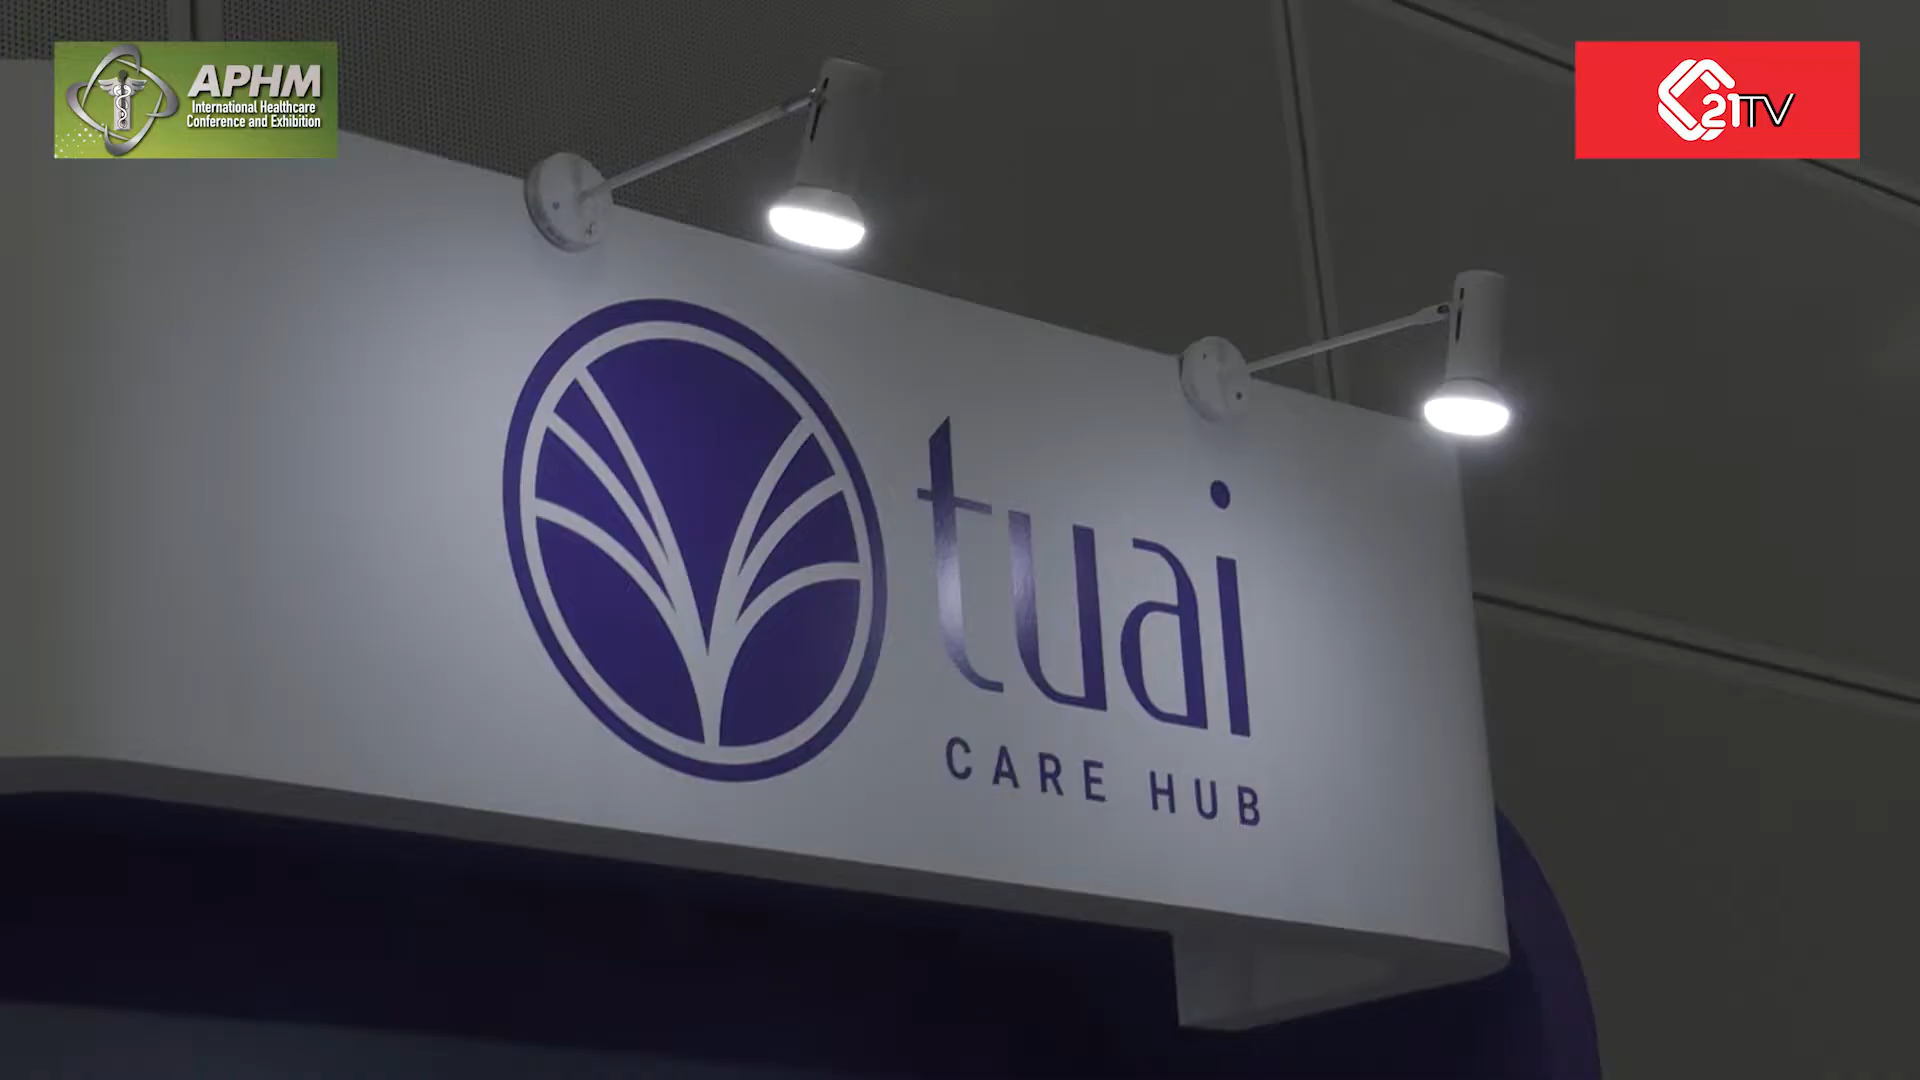 APHM
International Healthcare
Conference and Exhibition
21TV
tuai
CARE HUB